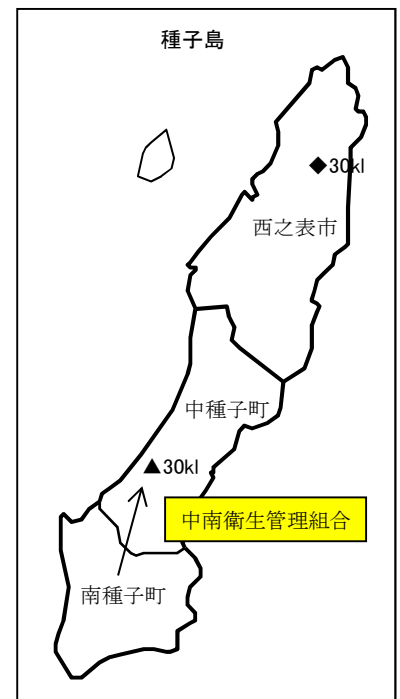 種子島
◆30kl
西之表市
中種子町
▲30kl
中南衛生管理組合
南種子町